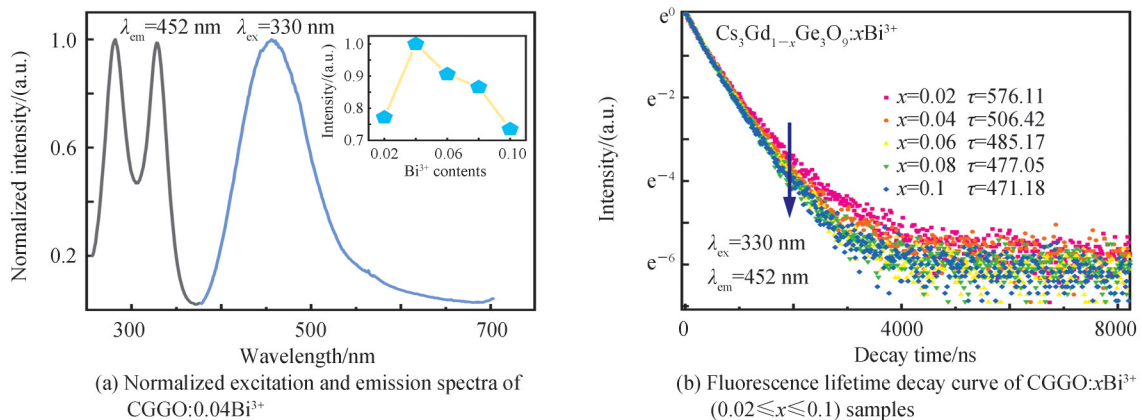 λem=452 nm λex=330 nm
1.0
0.6
0.2
Normalized intensity/(a.u.)
300 500 700
Wavelength/nm
1.0
0.9
0.8
0.7
Intensity/(a.u.)
0.02 0.06 0.10
Bi³⁺ contents
(a) Normalized excitation and emission spectra of
CGGO:0.04Bi³⁺
e⁰
e⁻²
e⁻⁴
e⁻⁶
Intensity/(a.u.)
Cs₃Gd₁₋ₓGe₃O₉:xBi³⁺
x=0.02 τ=576.11
x=0.04 τ=506.42
x=0.06 τ=485.17
x=0.08 τ=477.05
x=0.1 τ=471.18
λex=330 nm
λem=452 nm
0 4000 8000
Decay time/ns
(b) Fluorescence lifetime decay curve of CGGO:xBi³⁺
(0.02≤x≤0.1) samples